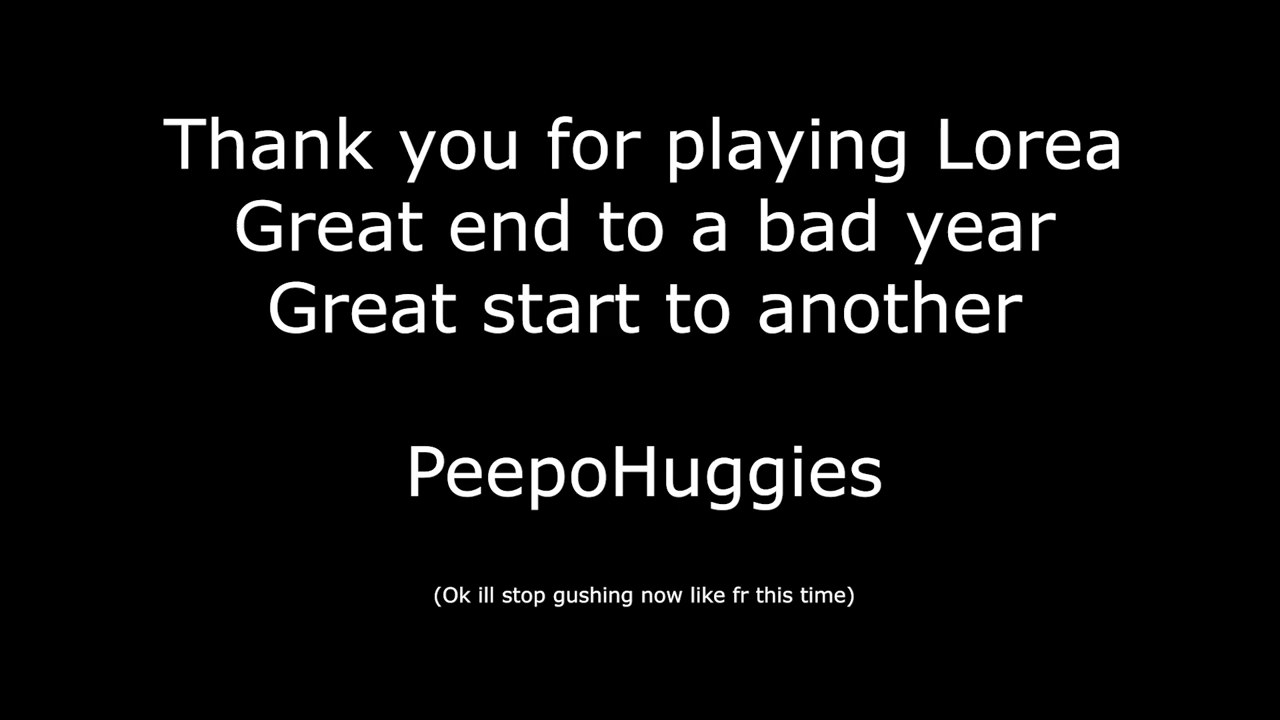 Thank you for playing Lorea
Great end to a bad year
Great start to another
PeepoHuggies
(Ok ill stop gushing now like fr this time)